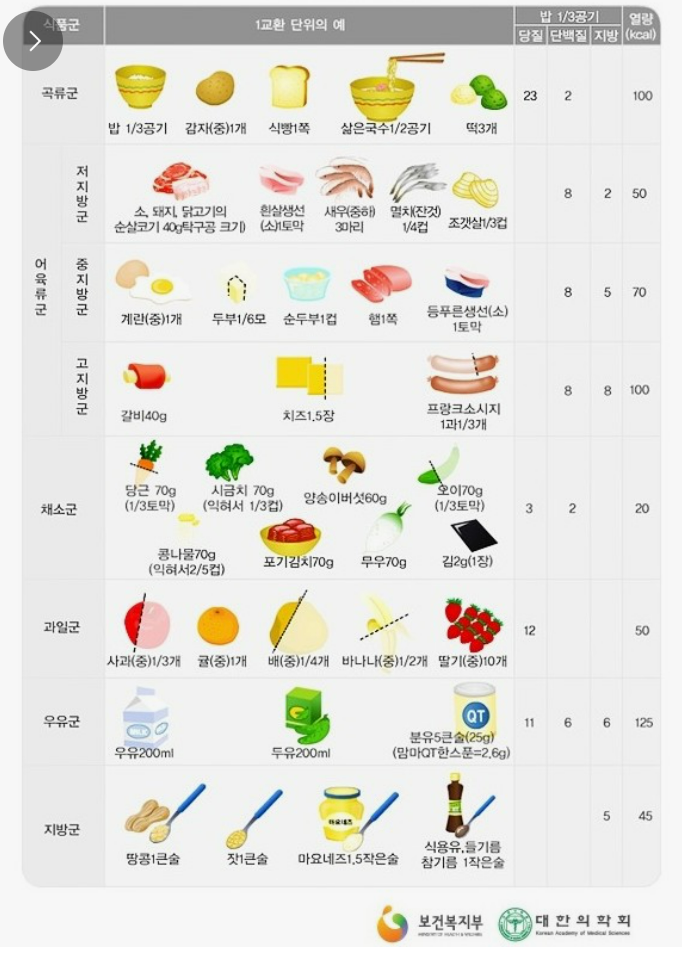 식품군 1교환 단위의 예 밥 1/3공기 열량
당질 단백질 지방 (kcal)
곡류군
밥 1/3공기 감자(중)1개 식빵1쪽 삶은국수1/2공기 떡3개
23 2 100
어육류군
저지방군
소, 돼지, 닭고기의
순살코기 40g탁구공 크기)
흰살생선
(소)1토막
새우(중하)
3마리
멸치(잔것)
1/4컵
조갯살1/3컵
8 2 50
중지방군
계란(중)1개 두부1/6모 순두부1컵 햄1쪽
등푸른생선(소)
1토막
8 5 70
고지방군
갈비40g 치즈1,5장
프랑크소시지
1과1/3개
8 8 100
채소군
당근 70g
(1/3토막)
시금치 70g
(익혀서 1/3컵)
양송이버섯60g
오이70g
(1/3토막)
콩나물70g
(익혀서2/5컵)
포기김치70g 무우70g 김2g(1장)
3 2 20
과일군
사과(중)1/3개 귤(중)1개 배(중)1/4개 바나나(중)1/2개 딸기(중)10개
12 50
우유군
MILK
QT
우유200ml 두유200ml
분유5큰술(25g)
(맘마QT한스푼=2,6g)
11 6 6 125
지방군
마요네즈
땅콩1큰술 잣1큰술 마요네즈1,5작은술
식용유,들기름
참기름 1작은술
5 45
보건복지부
MINISTRY OF HEALTH & WELFARE
대한의학회
Korean Academy of Medical Sciences